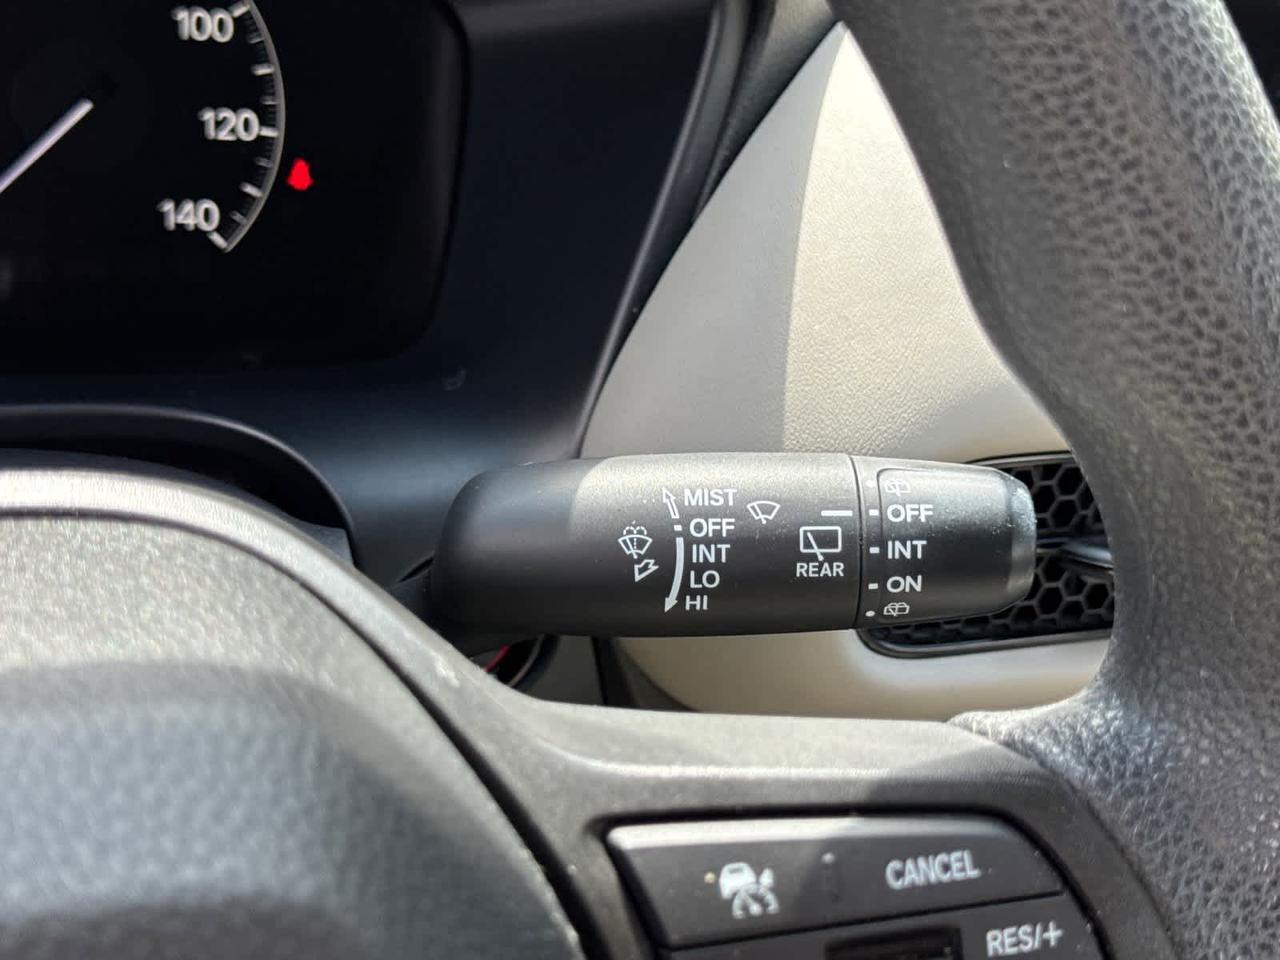 100
120
140
MIST
OFF
INT
LO
HI
REAR
OFF
INT
ON
CANCEL
RES/+